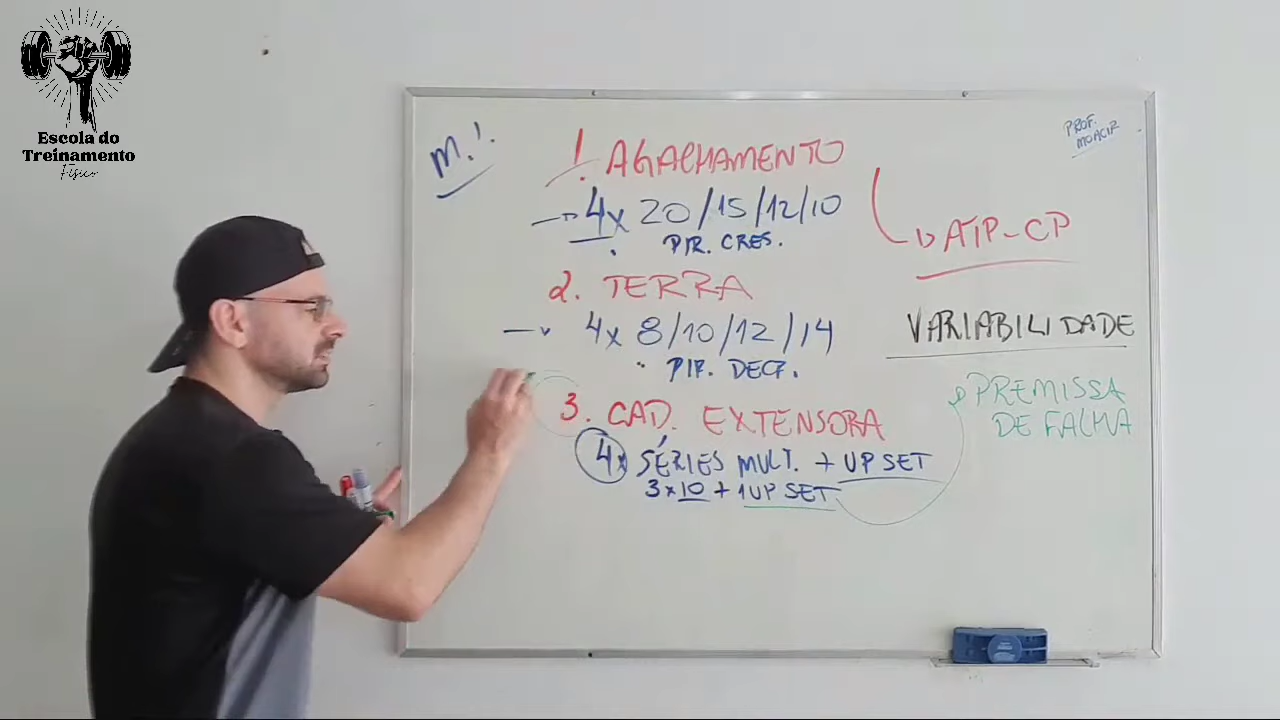 Escola do
Treinamento
Físico
M.1.
PROF.
MOACIR
1. AGACHAMENTO
4x 20/15/12/10
PIR. CRES.
ATP-CP
2. TERRA
4x 8/10/12/14
PIR. DECR.
VARIABILIDADE
PREMISSA
DE FALHA
3. CAD. EXTENSORA
4x SÉRIES MULT. + UP SET
3x10 + 1 UP SET